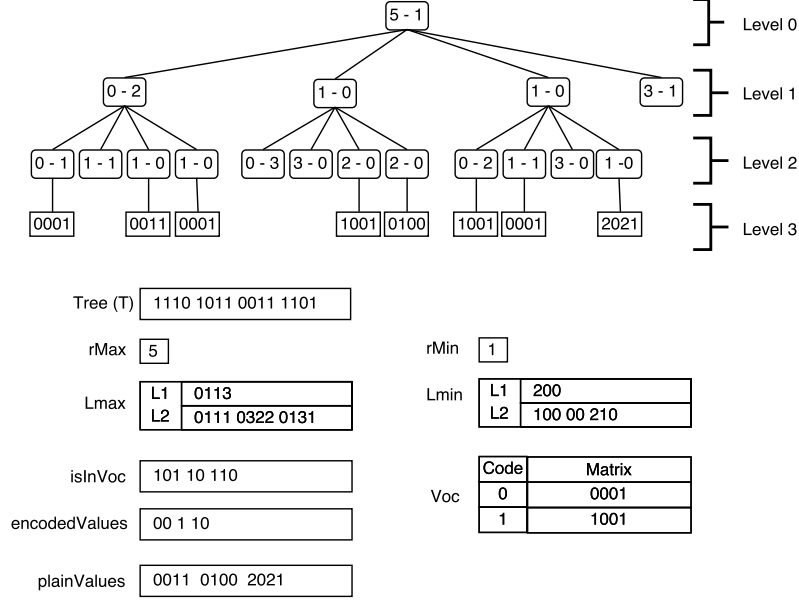 5 - 1
Level 0
0 - 2 1 - 0 1 - 0 3 - 1
Level 1
0 - 1 1 - 1 1 - 0 1 - 0 0 - 3 3 - 0 2 - 0 2 - 0 0 - 2 1 - 1 3 - 0 1 -0
Level 2
0001 0011 0001 1001 0100 1001 0001 2021
Level 3
Tree (T) 1110 1011 0011 1101
rMax 5
rMin 1
Lmax
L1 0113
L2 0111 0322 0131
Lmin
L1 200
L2 100 00 210
isInVoc 101 10 110
encodedValues 00 1 10
plainValues 0011 0100 2021
Voc
Code Matrix
0 0001
1 1001